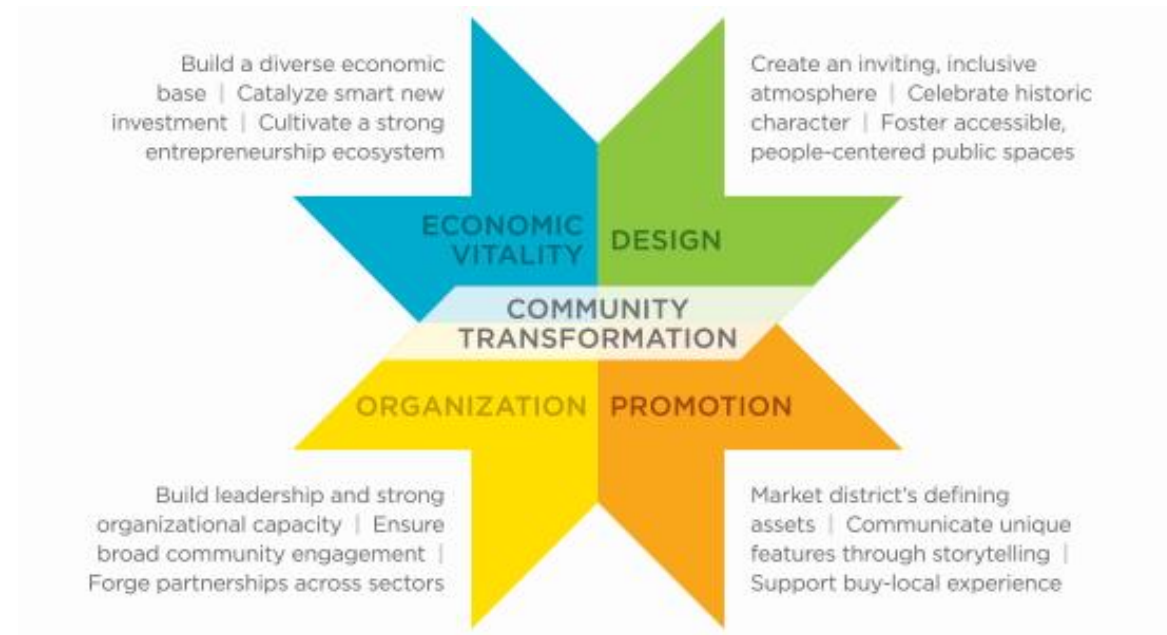 Build a diverse economic
base | Catalyze smart new
investment | Cultivate a strong
entrepreneurship ecosystem
Create an inviting, inclusive
atmosphere | Celebrate historic
character | Foster accessible,
people-centered public spaces
ECONOMIC
VITALITY
DESIGN
COMMUNITY
TRANSFORMATION
ORGANIZATION
PROMOTION
Build leadership and strong
organizational capacity | Ensure
broad community engagement |
Forge partnerships across sectors
Market district's defining
assets | Communicate unique
features through storytelling |
Support buy-local experience